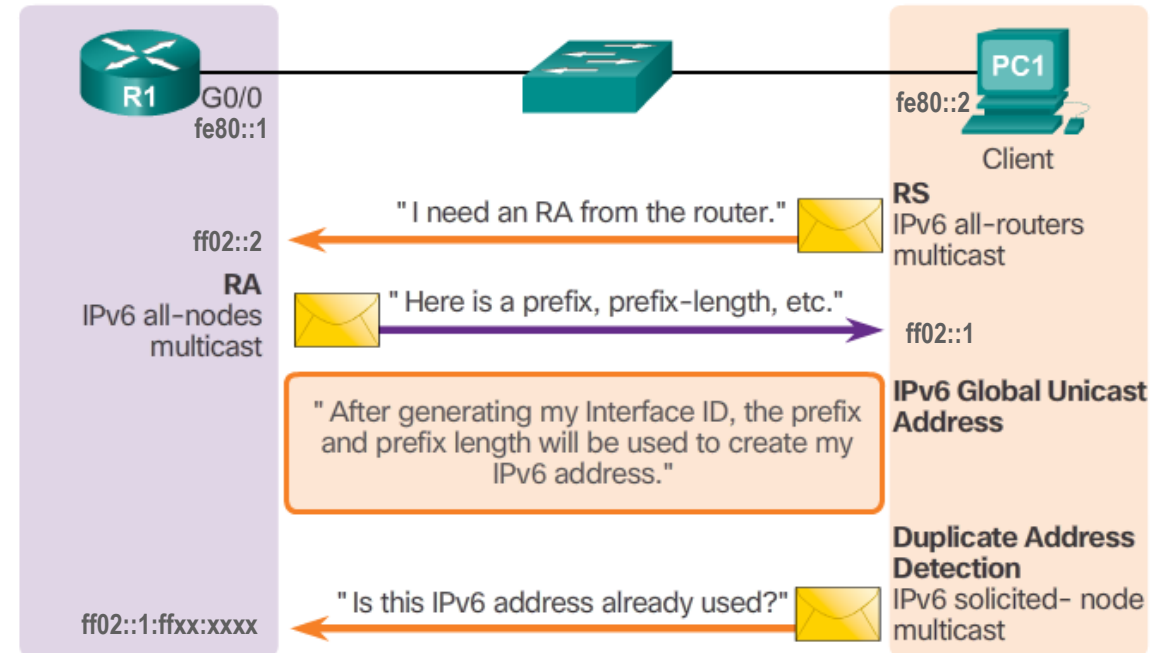 R1
G0/0
fe80::1
PC1
fe80::2
Client
"I need an RA from the router."
RS
IPv6 all-routers
multicast
ff02::2
RA
IPv6 all-nodes
multicast
"Here is a prefix, prefix-length, etc."
ff02::1
"After generating my Interface ID, the prefix
and prefix length will be used to create my
IPv6 address."
IPv6 Global Unicast
Address
Duplicate Address
Detection
IPv6 solicited- node
multicast
"Is this IPv6 address already used?"
ff02::1:ffxx:xxxx